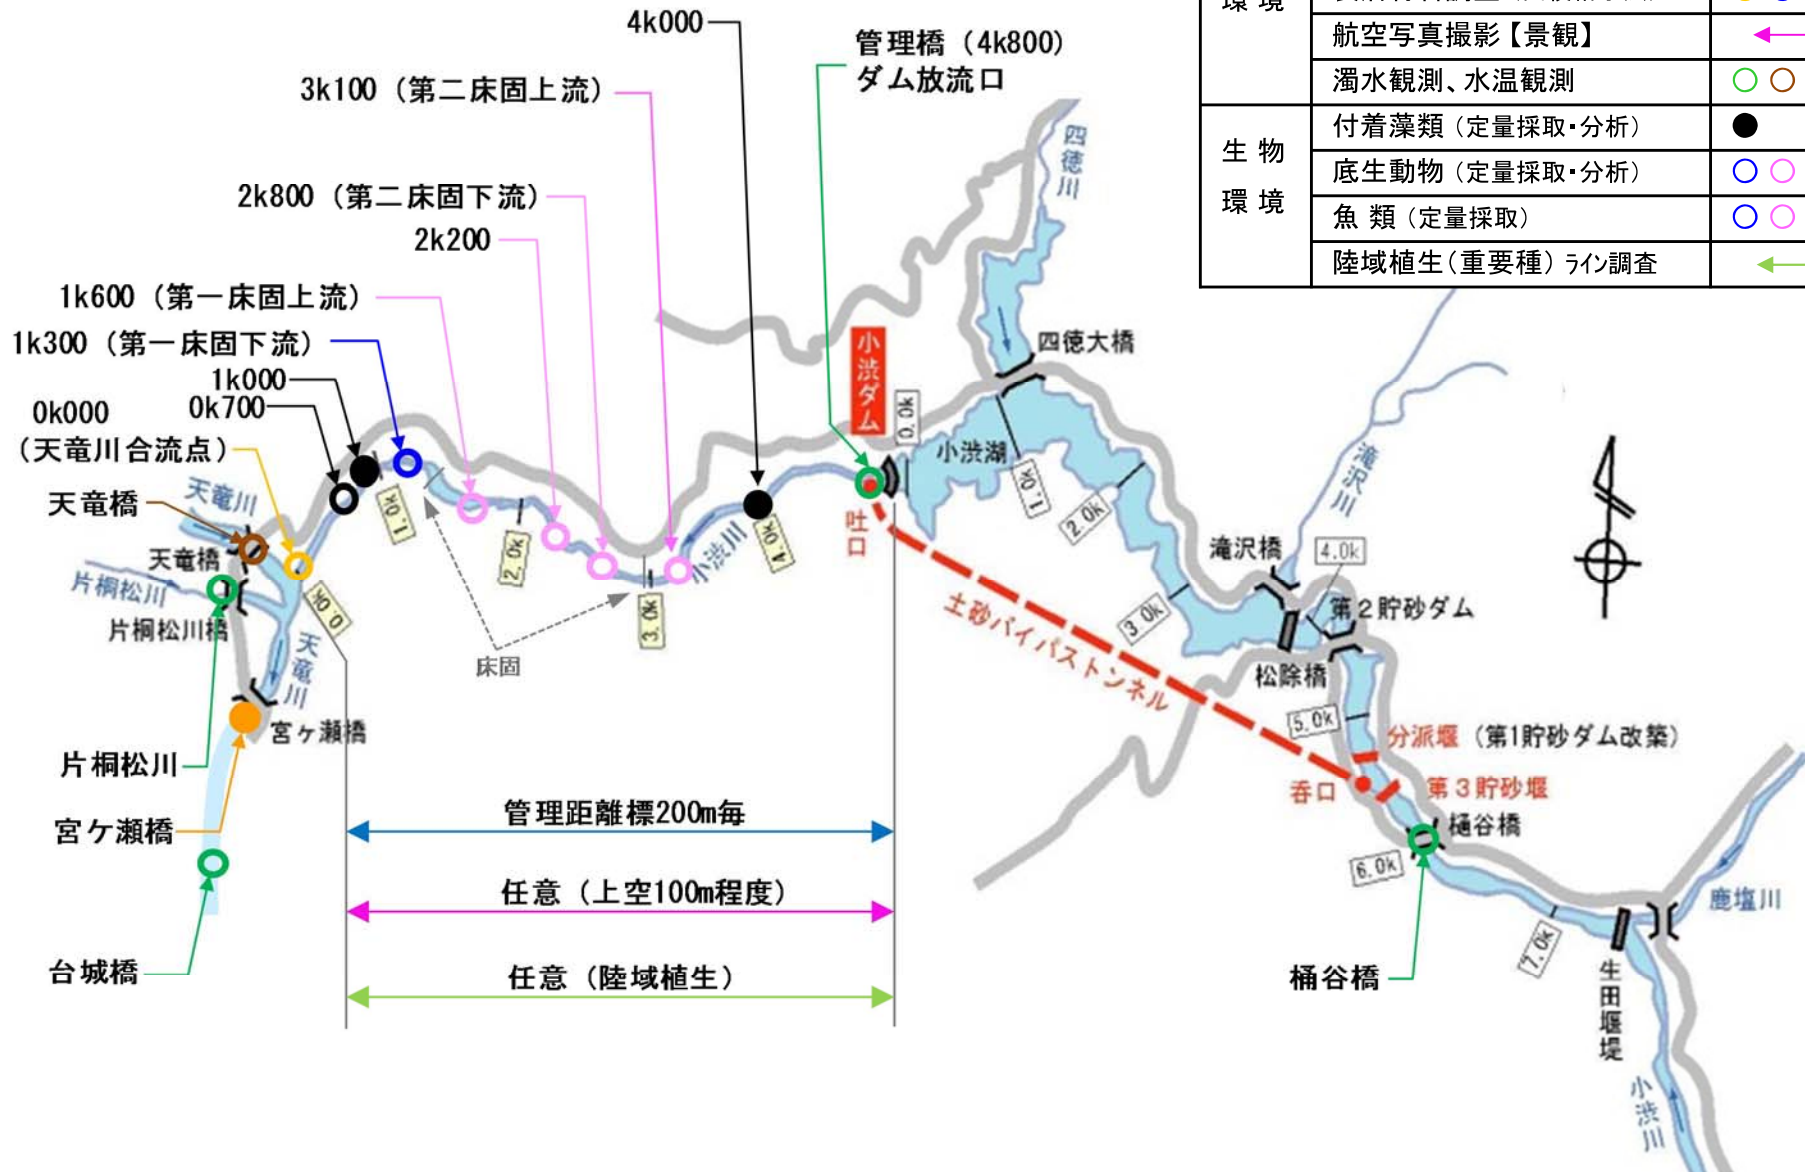 4k000
管理橋（4k800）
ダム放流口
3k100（第二床固上流）
2k800（第二床固下流）
2k200
1k600（第一床固上流）
1k300（第一床固下流）
1k000
0k700
0k000
（天竜川合流点）
天竜橋
天竜川
天竜橋
片桐松川
片桐松川橋
天竜川
宮ヶ瀬橋
片桐松川
宮ケ瀬橋
台城橋
0.0k
1.0k
2.0k
3.0k
4.0k
床固
小渋川
小渋ダム
吐口
0.0k
小渋湖
1.0k
2.0k
3.0k
4.0k
5.0k
6.0k
7.0k
四徳川
四徳大橋
滝沢川
滝沢橋
第２貯砂ダム
松除橋
土砂バイパストンネル
分派堰（第1貯砂ダム改築）
呑口
第３貯砂堰
樋谷橋
桶谷橋
鹿塩川
生田堰堤
小渋川
管理距離標200m毎
任意（上空100m程度）
任意（陸域植生）
環 境
航空写真撮影【景観】
濁水観測、水温観測
生 物
環 境
付着藻類（定量採取・分析）
底生動物（定量採取・分析）
魚 類（定量採取）
陸域植生（重要種）ﾗｲﾝ調査